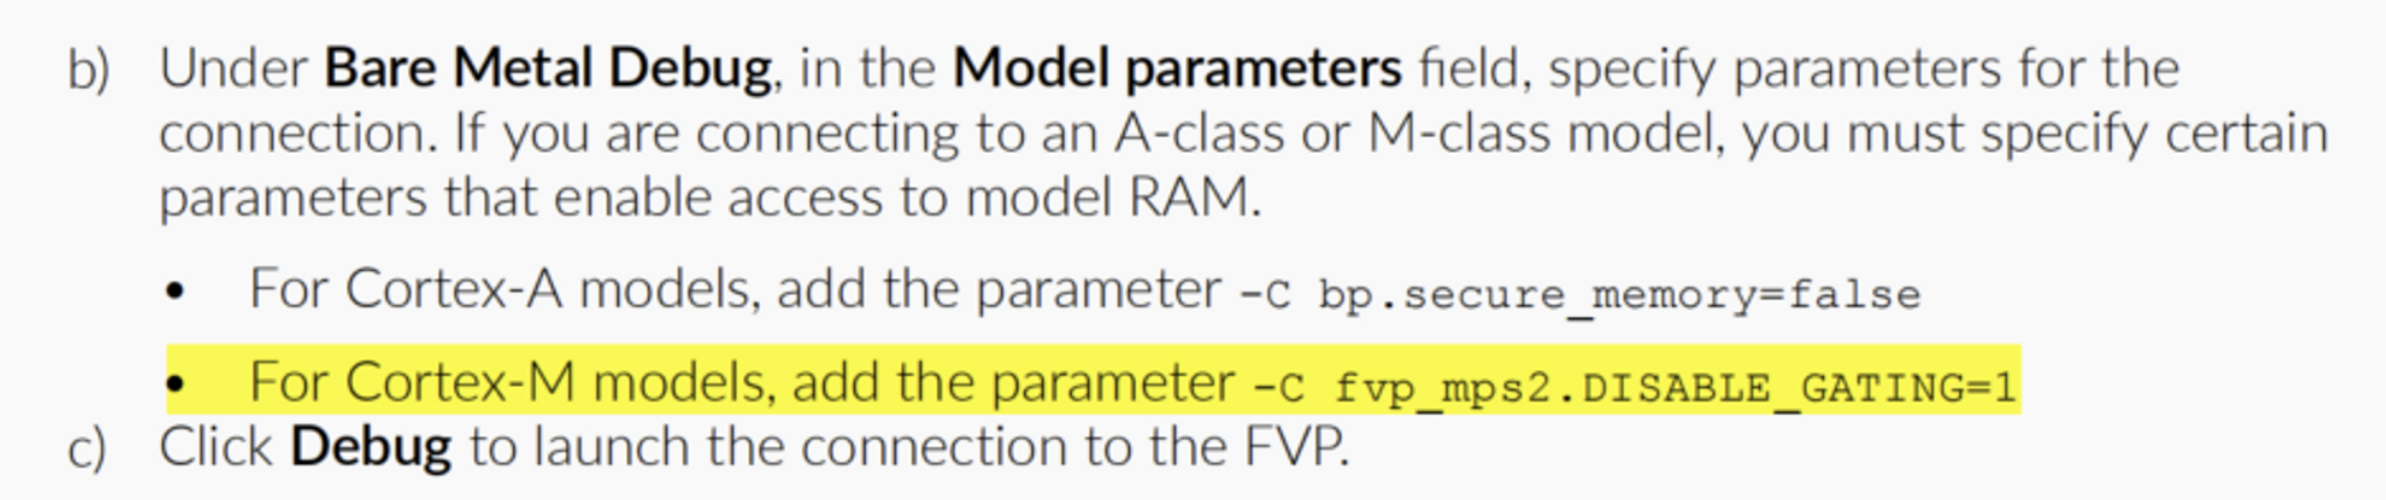 b) Under Bare Metal Debug, in the Model parameters field, specify parameters for the
connection. If you are connecting to an A-class or M-class model, you must specify certain
parameters that enable access to model RAM.
• For Cortex-A models, add the parameter -C bp.secure_memory=false
• For Cortex-M models, add the parameter -C fvp_mps2.DISABLE_GATING=1
c) Click Debug to launch the connection to the FVP.